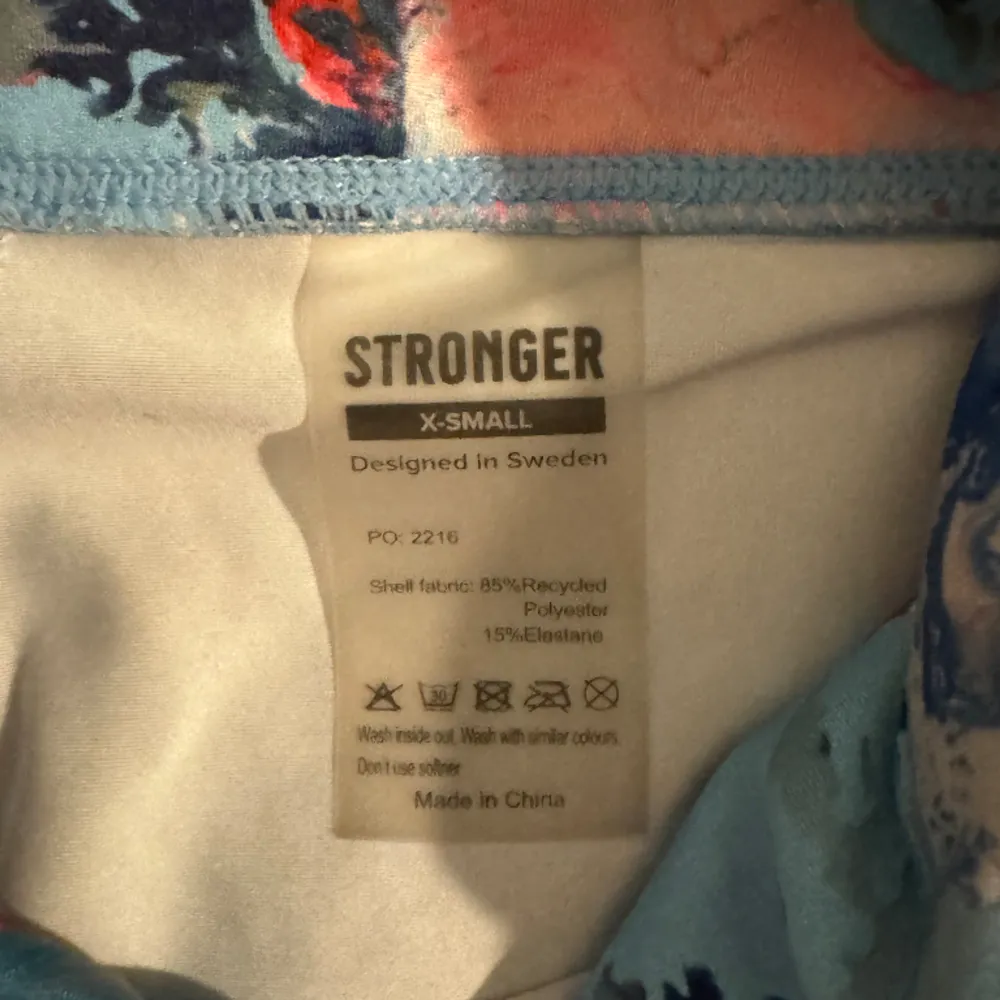 STRONGER
X-SMALL
Designed in Sweden
PO: 2216
Shell fabric: 85%Recycled
Polyester
15%Elastane
30
Wash inside out, Wash with similar colours.
Don't use softner
Made in China